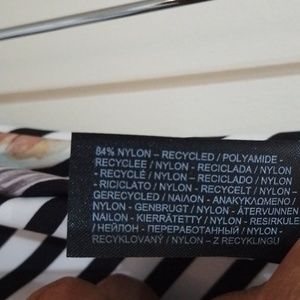 84% NYLON – RECYCLED / POLYAMIDE -
RECYCLEE / NYLON - RECICLADA / NYLON
- RECYCLÉ / NYLON – RECICLADO / NYLON
- RICICLATO / NYLON - RECYCELT / NYLON -
GERECYCLED / ΝΑΙΛΟΝ - ΑΝΑΚΥΚΛΩΜΕΝΟ /
NYLON - GENBRUGT / NYLON - ÅTERVUNNEN
NAILON - KIERRÄTETTY / NYLON - RESIRKULE
/ НЕЙЛОН - ПЕРЕРАБОТАННЫЙ / NYLON -
RECYKLOVANÝ / NYLON – Z RECYKLINGU